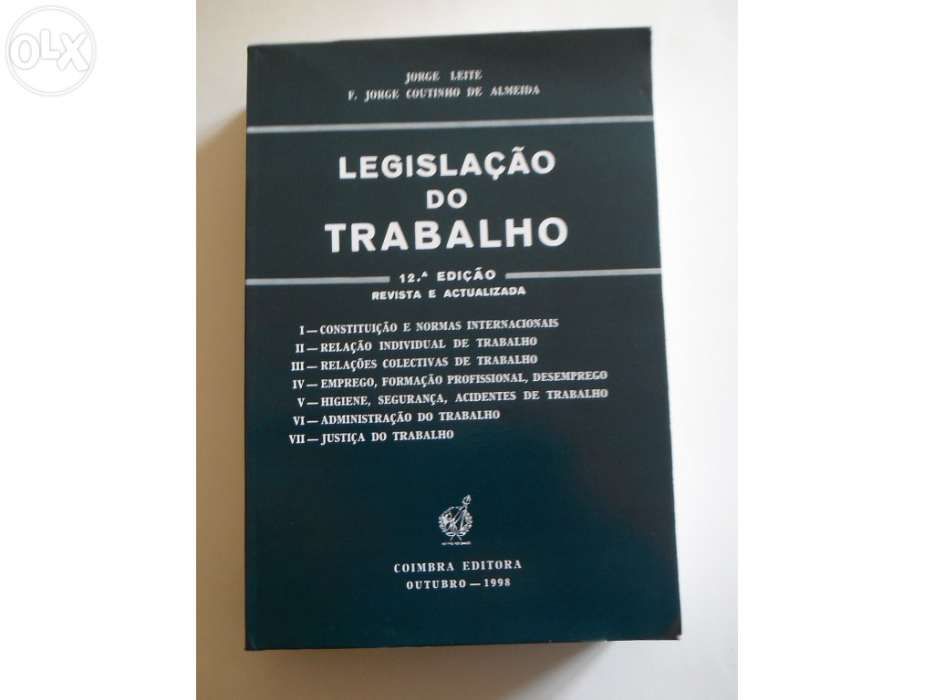 OLX
JORGE LEITE
F. JORGE COUTINHO DE ALMEIDA
LEGISLAÇÃO
DO
TRABALHO
12.ª EDIÇÃO
REVISTA E ACTUALIZADA
I — CONSTITUIÇÃO E NORMAS INTERNACIONAIS
II — RELAÇÃO INDIVIDUAL DE TRABALHO
III — RELAÇÕES COLECTIVAS DE TRABALHO
IV — EMPREGO, FORMAÇÃO PROFISSIONAL, DESEMPREGO
V — HIGIENE, SEGURANÇA, ACIDENTES DE TRABALHO
VI — ADMINISTRAÇÃO DO TRABALHO
VII — JUSTIÇA DO TRABALHO
COIMBRA EDITORA
OUTUBRO — 1998